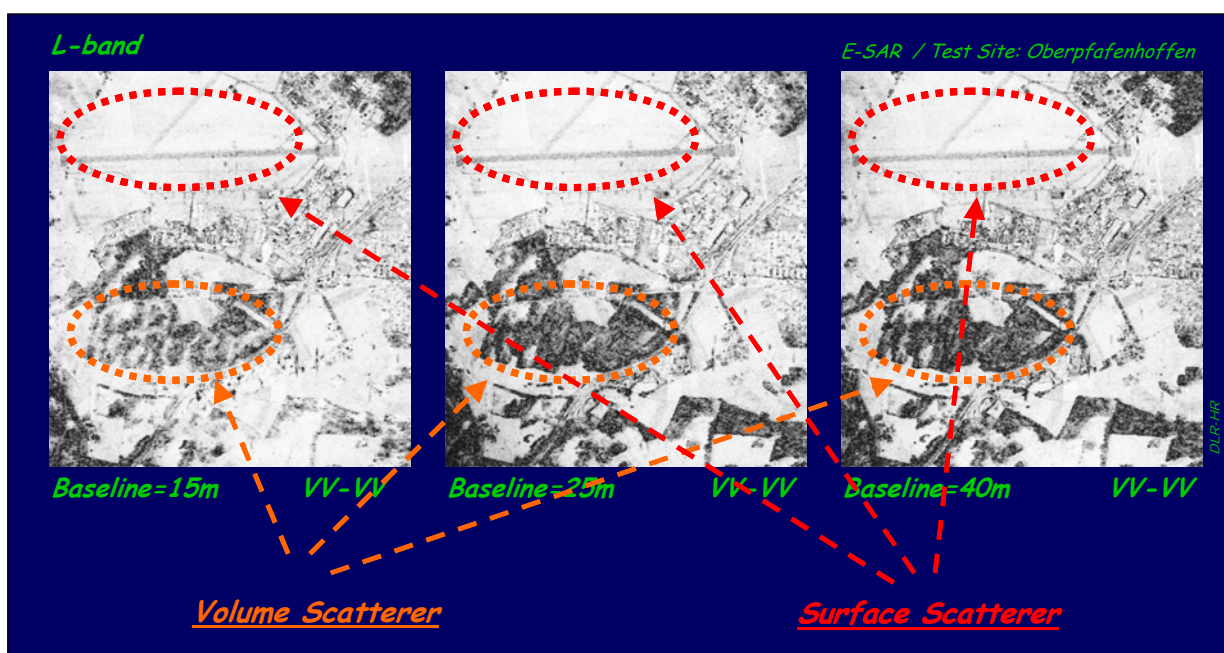 L-band
E-SAR / Test Site: Oberpfafenhoffen
Baseline=15m VV-VV
Baseline=25m VV-VV
Baseline=40m VV-VV
DLR-HR
Volume Scatterer
Surface Scatterer